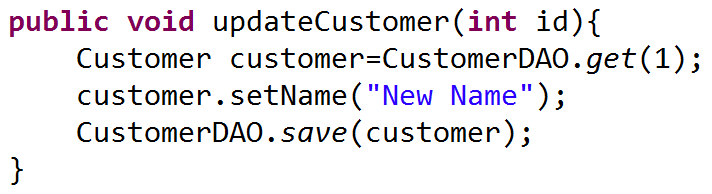 public void updateCustomer(int id){
    Customer customer=CustomerDAO.get(1);
    customer.setName("New Name");
    CustomerDAO.save(customer);
}